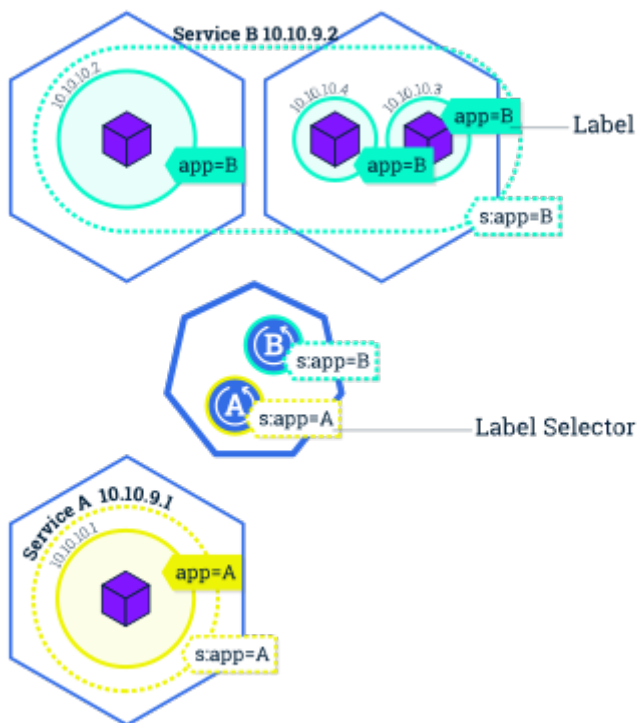 Service B 10.10.9.2
10.10.10.2
10.10.10.4
10.10.10.3
app=B
app=B
app=B
Label
s:app=B
B
s:app=B
A
s:app=A
Label Selector
Service A 10.10.9.1
10.10.10.1
app=A
s:app=A